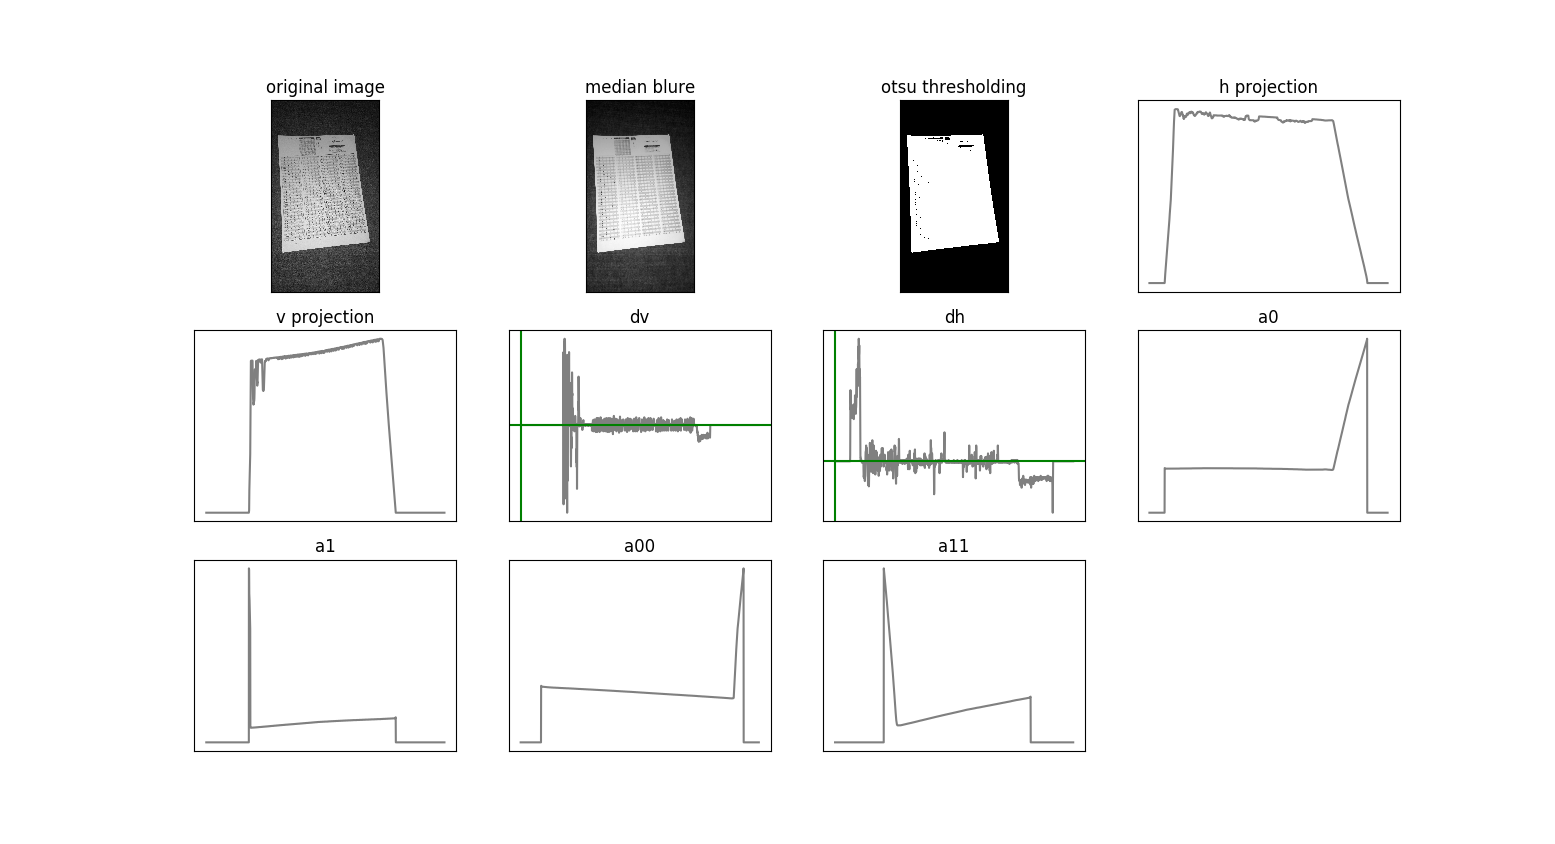 original image
median blure
otsu thresholding
h projection
v projection
dv
dh
a0
a1
a00
a11